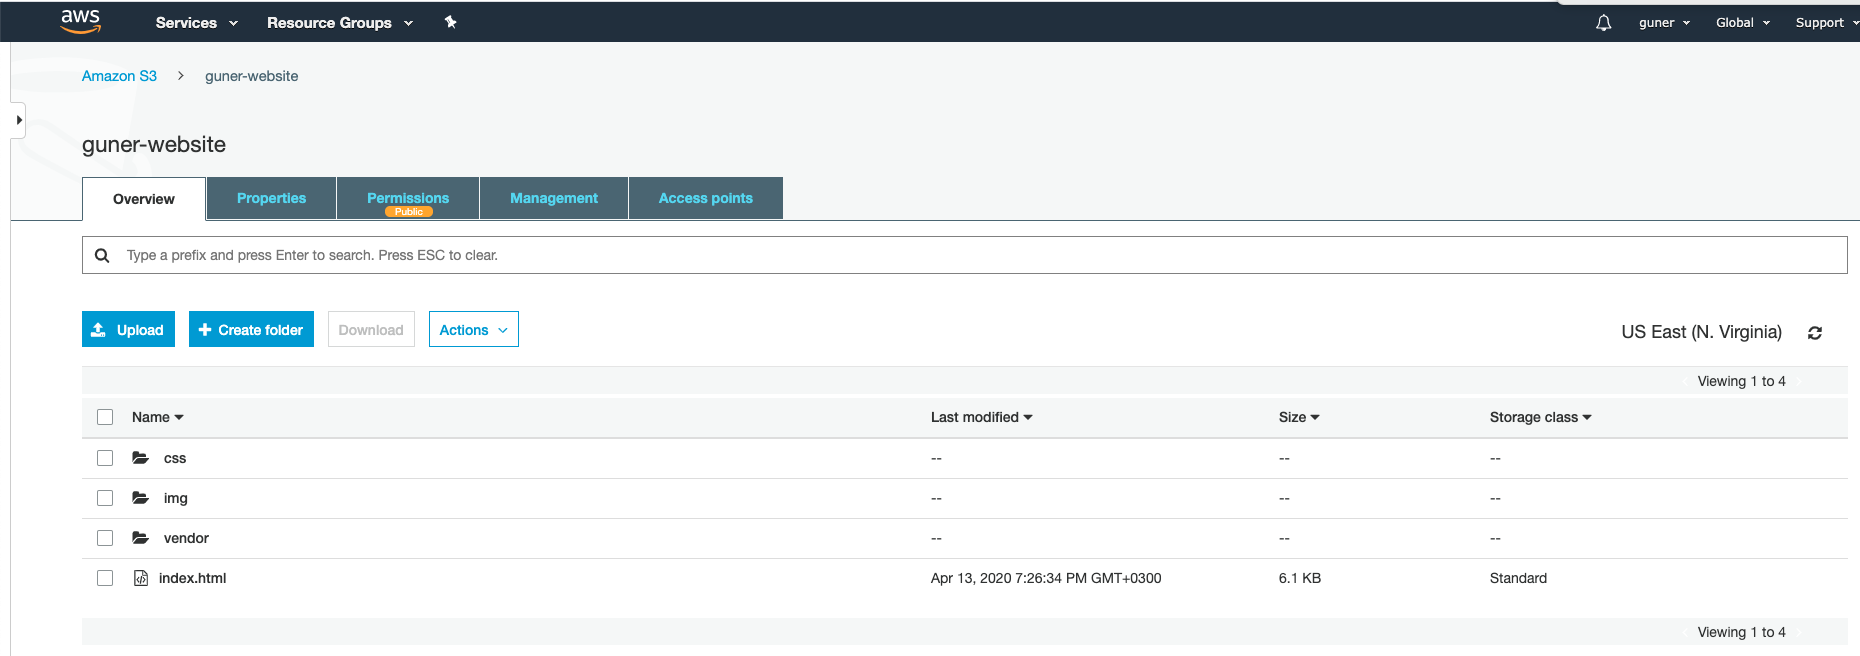 aws Services Resource Groups guner Global Support
Amazon S3 > guner-website
guner-website
Overview Properties Permissions Management Access points
Public
Type a prefix and press Enter to search. Press ESC to clear.
Upload Create folder Download Actions US East (N. Virginia)
Viewing 1 to 4
Name Last modified Size Storage class
css -- -- --
img -- -- --
vendor -- -- --
index.html Apr 13, 2020 7:26:34 PM GMT+0300 6.1 KB Standard
Viewing 1 to 4